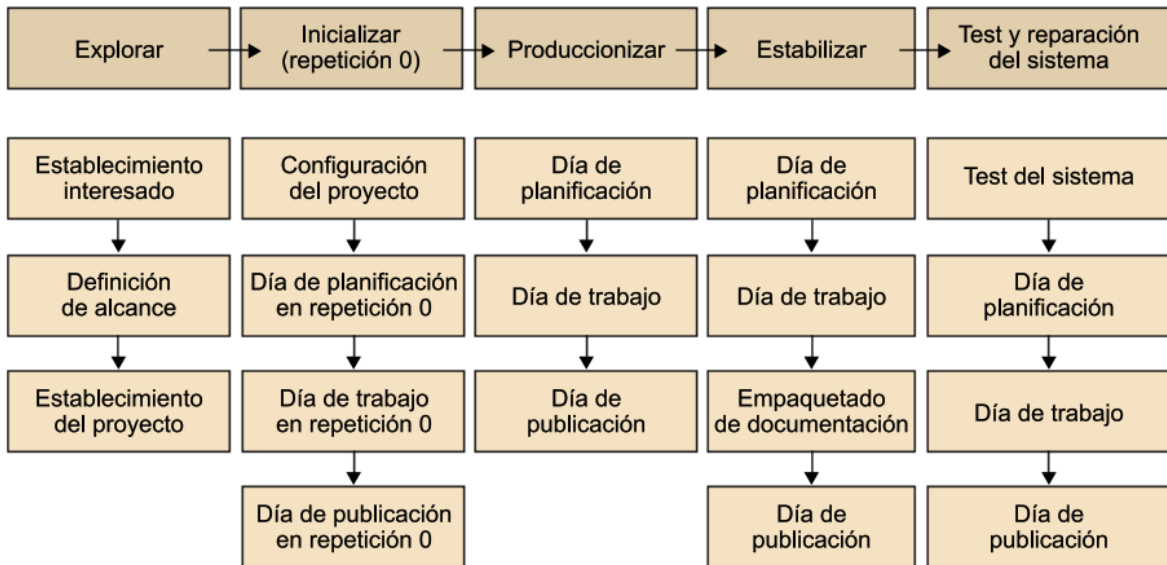 Explorar
Inicializar
(repetición 0)
Produccionizar
Estabilizar
Test y reparación
del sistema
Establecimiento
interesado
Definición
de alcance
Establecimiento
del proyecto
Configuración
del proyecto
Día de planificación
en repetición 0
Día de trabajo
en repetición 0
Día de publicación
en repetición 0
Día de
planificación
Día de trabajo
Día de
publicación
Día de
planificación
Día de trabajo
Empaquetado
de documentación
Día de
publicación
Test del sistema
Día de
planificación
Día de trabajo
Día de
publicación